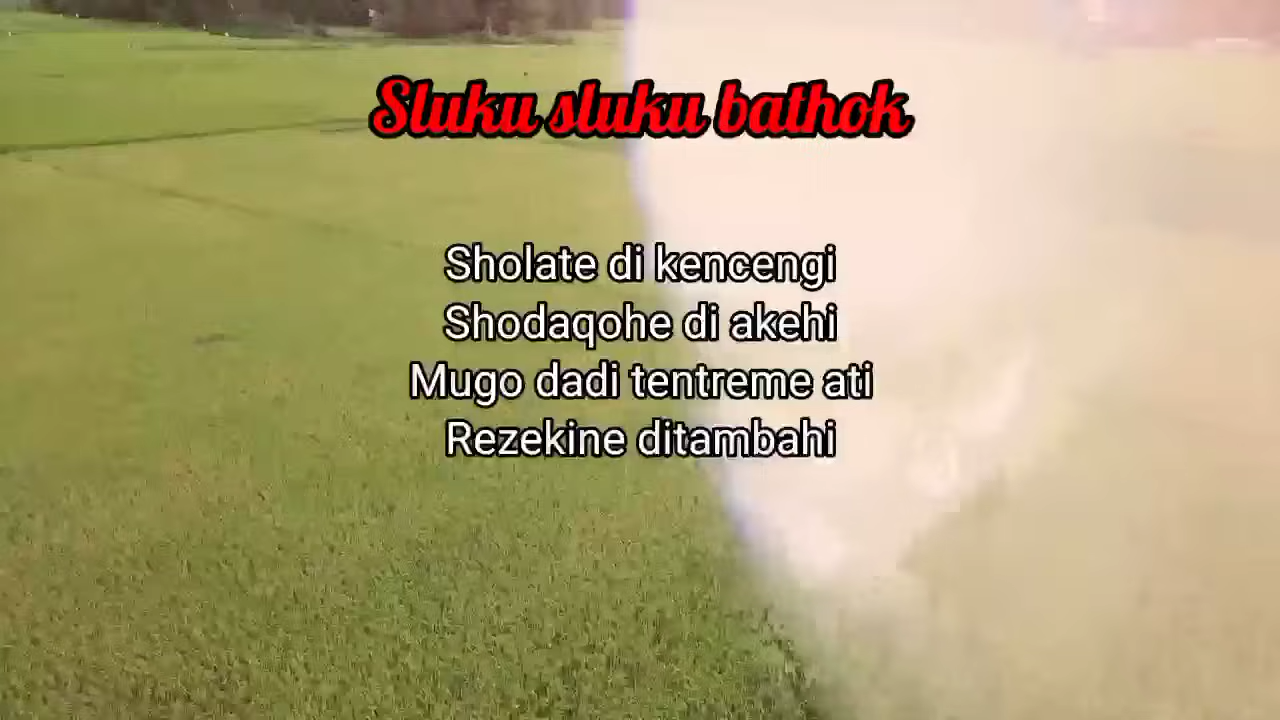 Sluku sluku bathok
Sholate di kencengi
Shodaqohe di akehi
Mugo dadi tentreme ati
Rezekine ditambahi